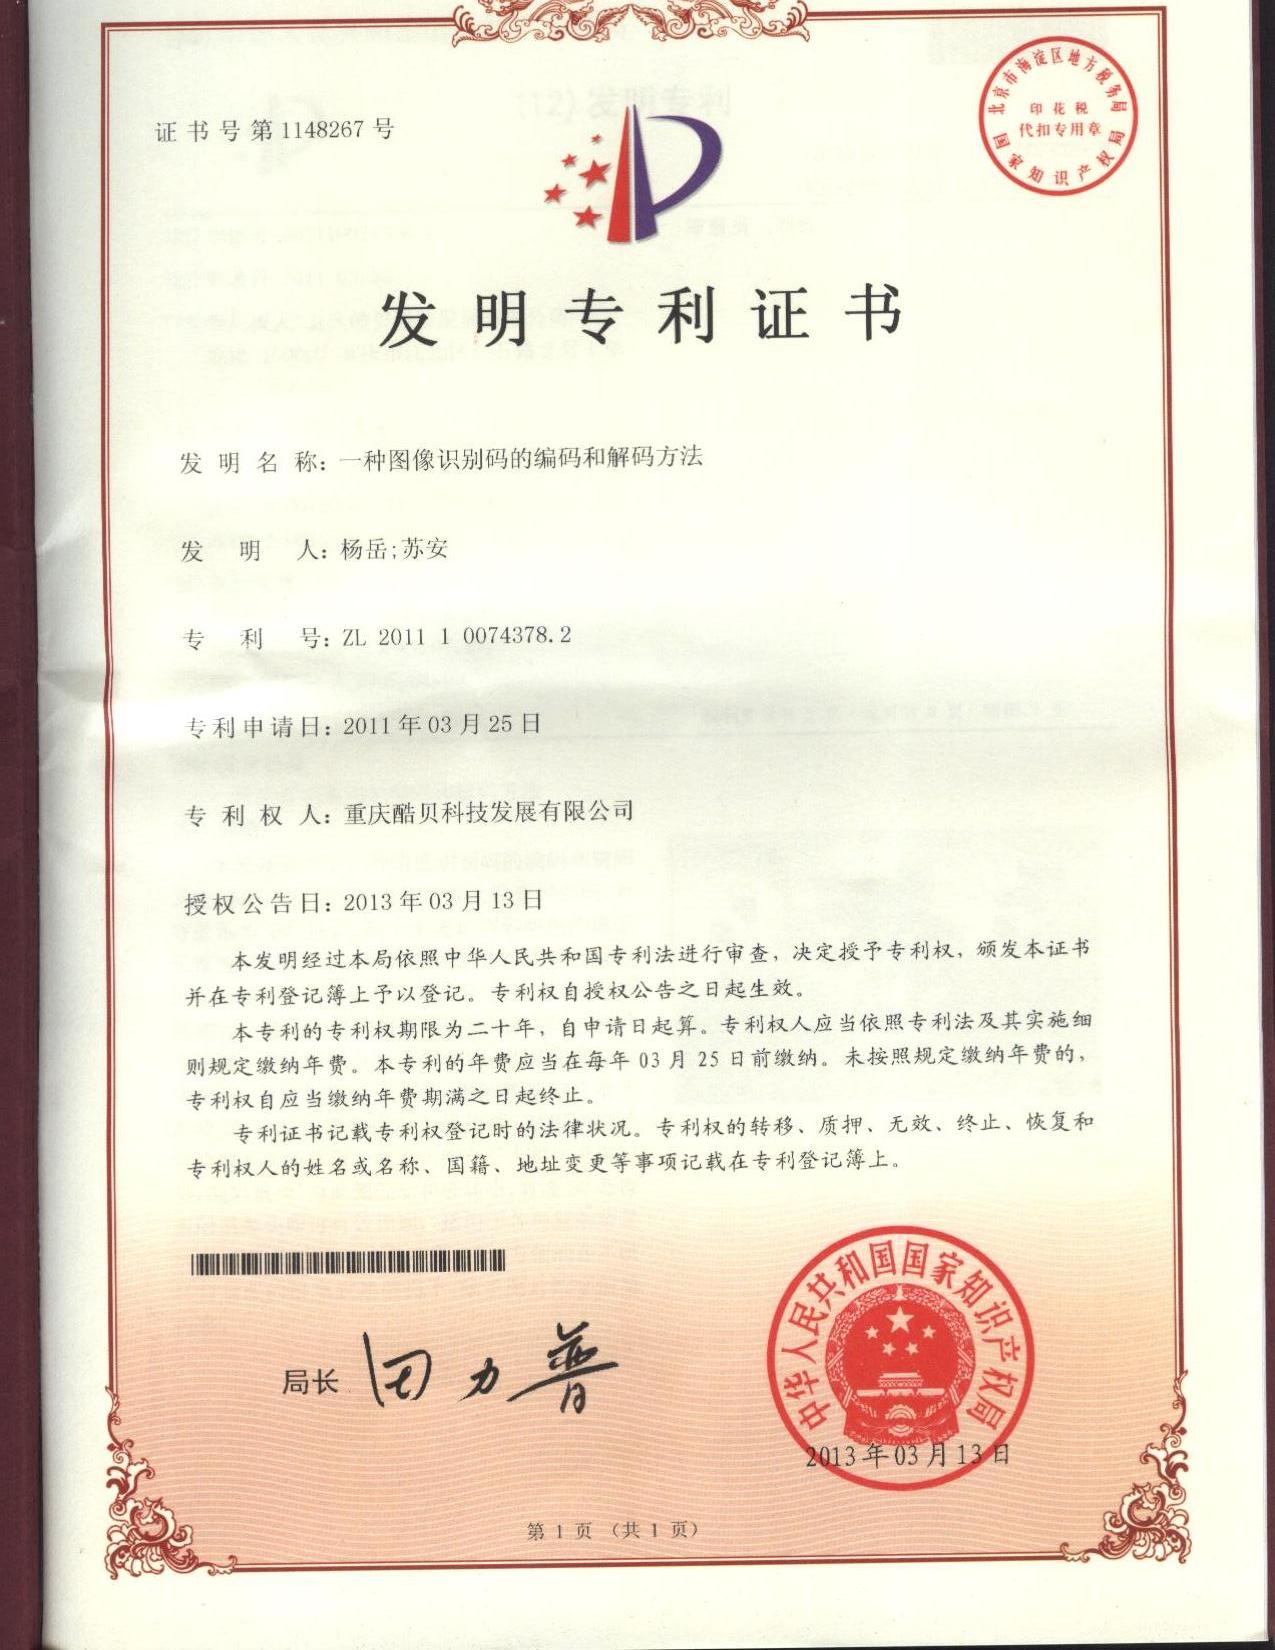 证书号第1148267号
北京市海淀区地方税务局
印花税
代扣专用章
国家知识产权局
发明专利证书
发明名称：一种图像识别码的编码和解码方法
发明人：杨岳;苏安
专利号：ZL 2011 1 0074378.2
专利申请日：2011年03月25日
专利权人：重庆酷贝科技发展有限公司
授权公告日：2013年03月13日
本发明经过本局依照中华人民共和国专利法进行审查，决定授予专利权，颁发本证书
并在专利登记簿上予以登记。专利权自授权公告之日起生效。
本专利的专利权期限为二十年，自申请日起算。专利权人应当依照专利法及其实施细
则规定缴纳年费。本专利的年费应当在每年03月25日前缴纳。未按照规定缴纳年费的，
专利权自应当缴纳年费期满之日起终止。
专利证书记载专利权登记时的法律状况。专利权的转移、质押、无效、终止、恢复和
专利权人的姓名或名称、国籍、地址变更等事项记载在专利登记簿上。
局长 田力普
中华人民共和国国家知识产权局
2013年03月13日
第1页（共1页）